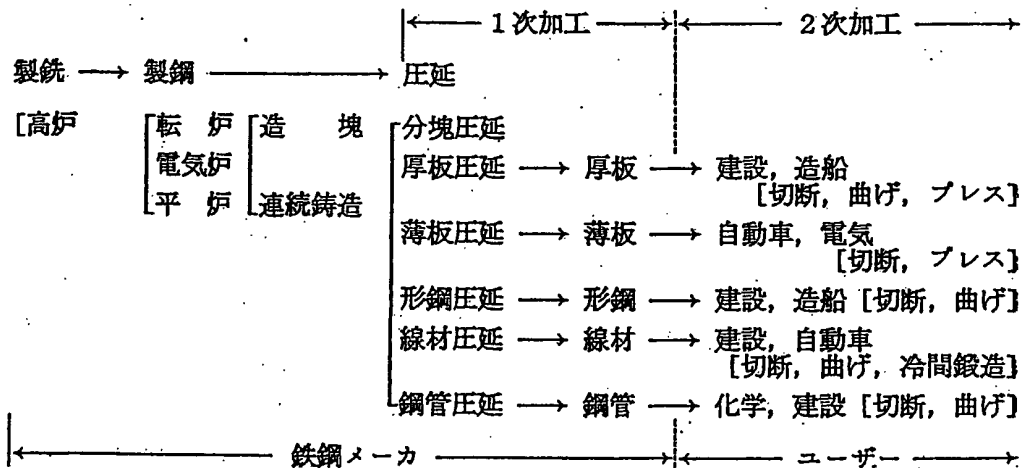 1次加工 2次加工
製銑 → 製鋼 → 圧延
[高炉 [転 炉 [造 塊 [分塊圧延
電気炉 厚板圧延 → 厚板 → 建設, 造船
平 炉 連続鋳造 [切断, 曲げ, プレス]
薄板圧延 → 薄板 → 自動車, 電気
[切断, プレス]
形鋼圧延 → 形鋼 → 建設, 造船 [切断, 曲げ]
線材圧延 → 線材 → 建設, 自動車
[切断, 曲げ, 冷間鍛造]
鋼管圧延 → 鋼管 → 化学, 建設 [切断, 曲げ]
鉄鋼メーカ ユーザー